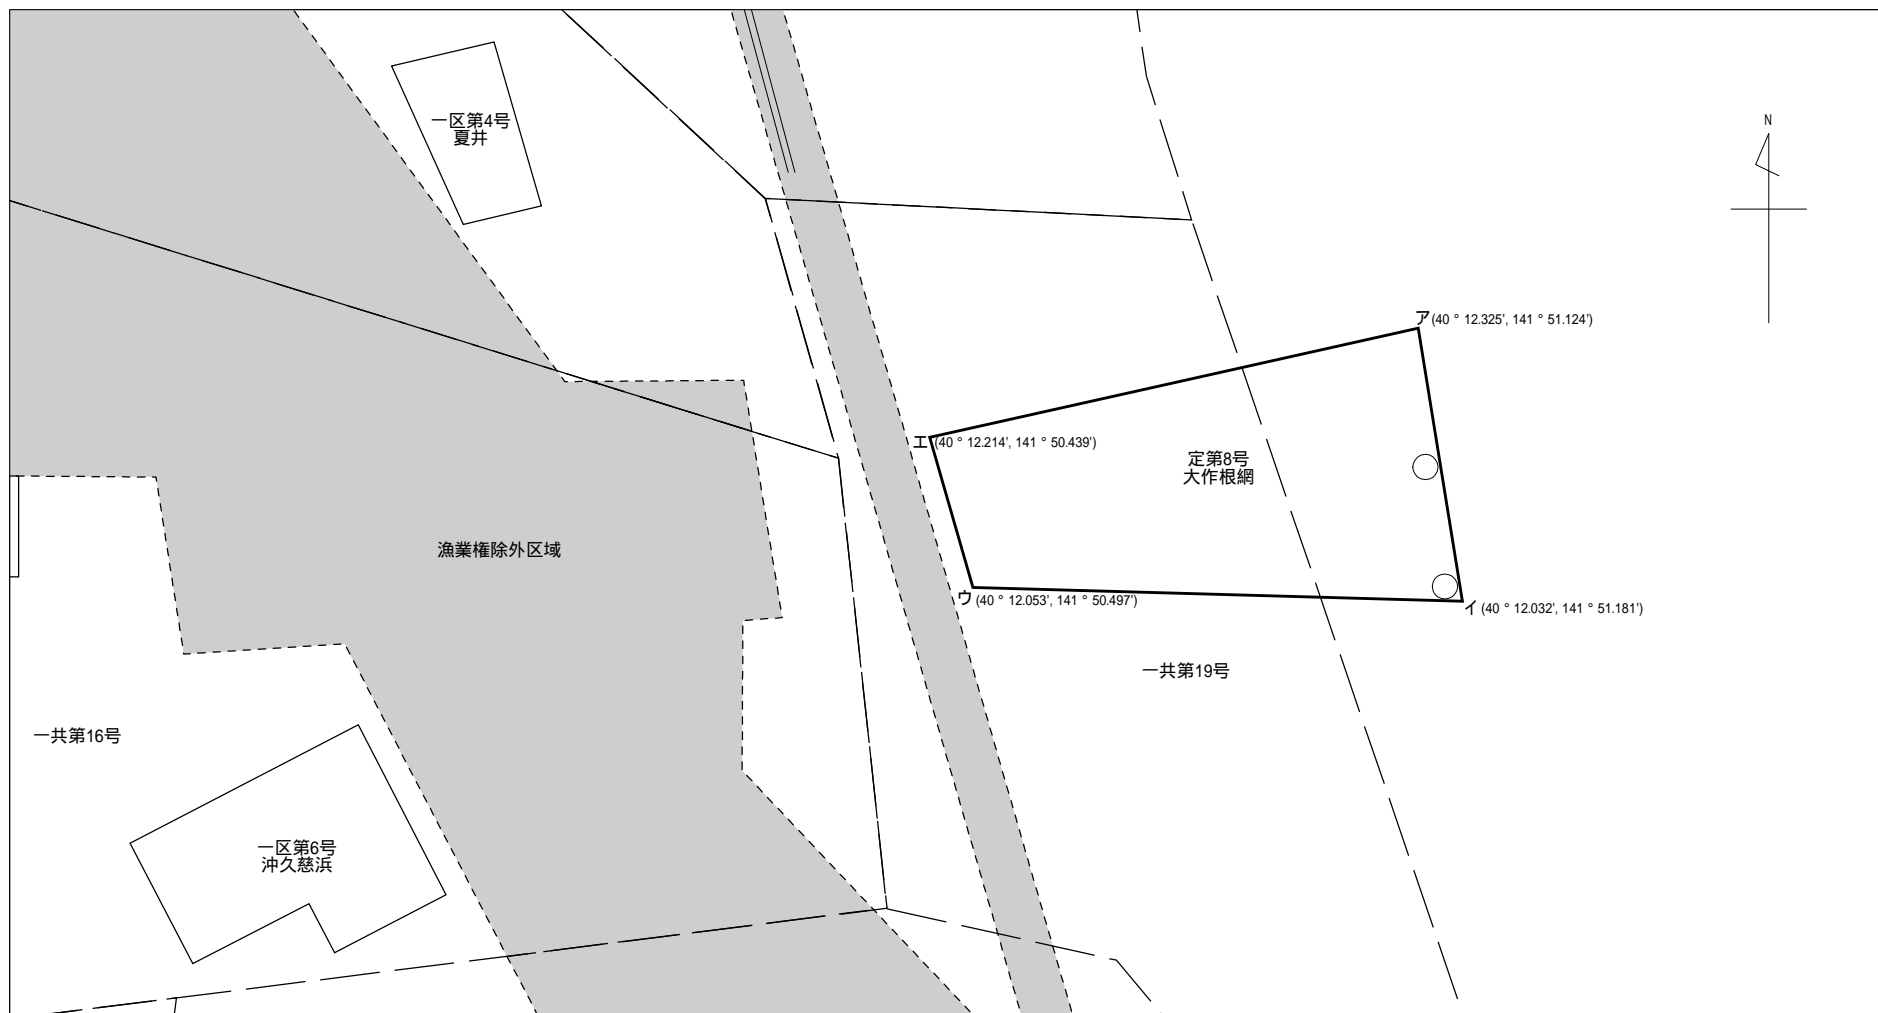 一区第4号
夏井
N
ア(40 ° 12.325', 141 ° 51.124')
エ(40 ° 12.214', 141 ° 50.439')
定第8号
大作根網
漁業権除外区域
ウ(40 ° 12.053', 141 ° 50.497')
イ(40 ° 12.032', 141 ° 51.181')
一共第19号
一共第16号
一区第6号
沖久慈浜